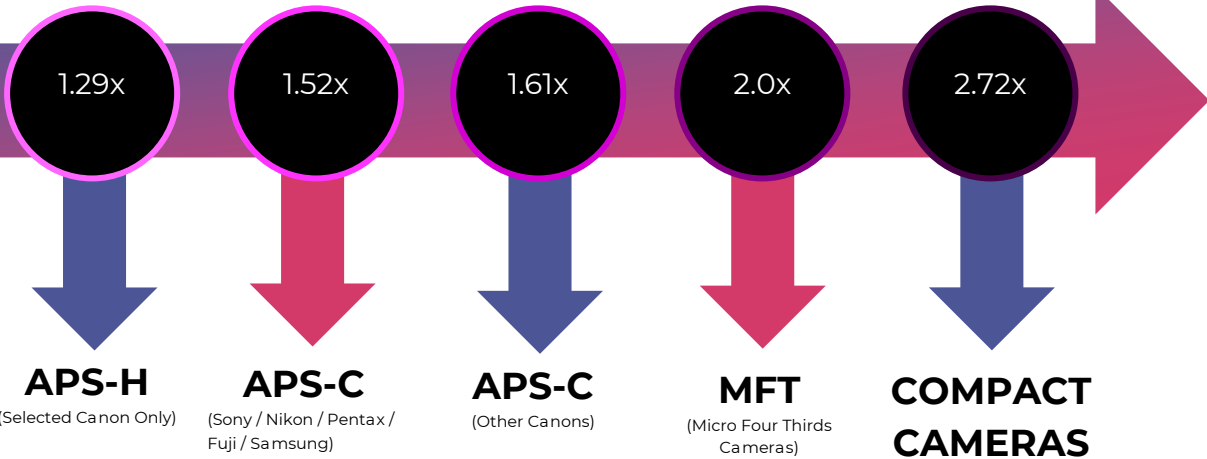 1.29x 1.52x 1.61x 2.0x 2.72x
APS-H
(Selected Canon Only)
APS-C
(Sony / Nikon / Pentax /
Fuji / Samsung)
APS-C
(Other Canons)
MFT
(Micro Four Thirds
Cameras)
COMPACT
CAMERAS